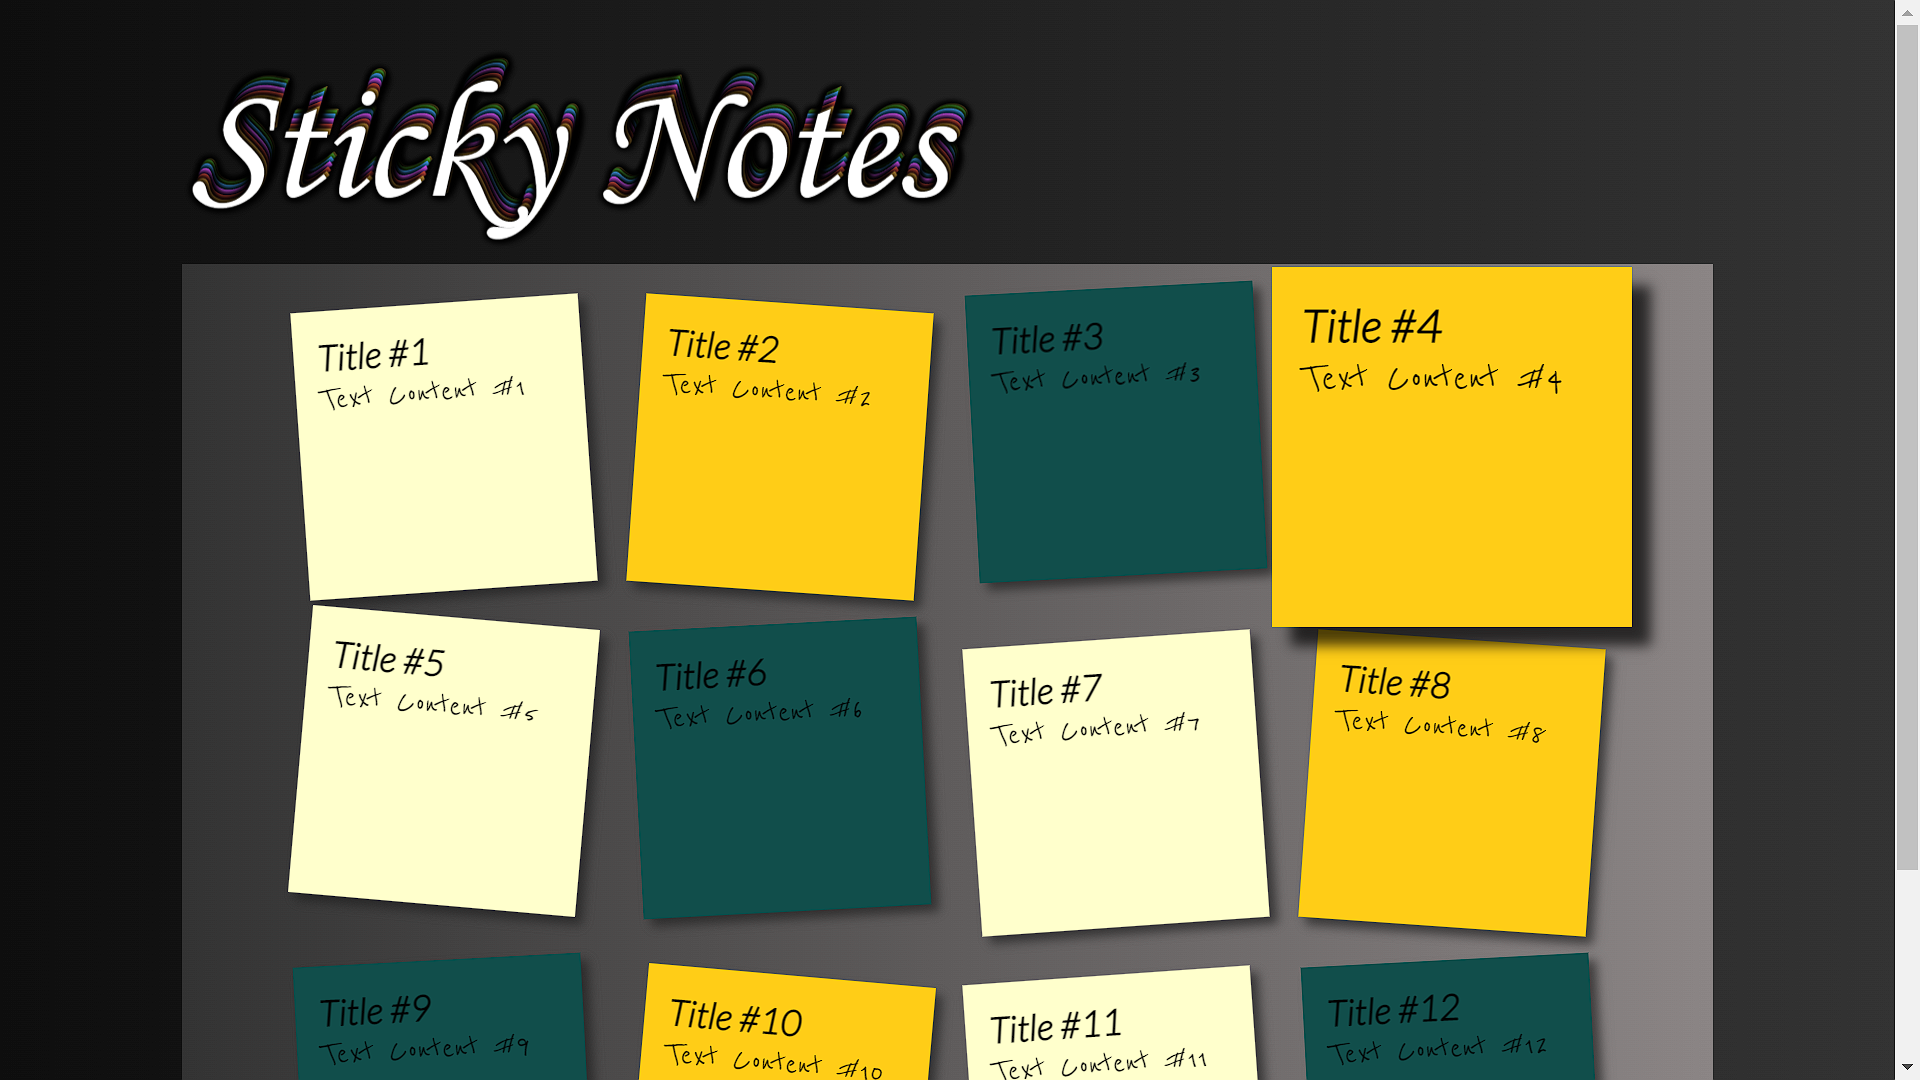 Sticky Notes
Title #1
Text Content #1
Title #2
Text Content #2
Title #3
Text Content #3
Title #4
Text Content #4
Title #5
Text Content #5
Title #6
Text Content #6
Title #7
Text Content #7
Title #8
Text Content #8
Title #9
Text Content #9
Title #10
Text Content #10
Title #11
Text Content #11
Title #12
Text Content #12